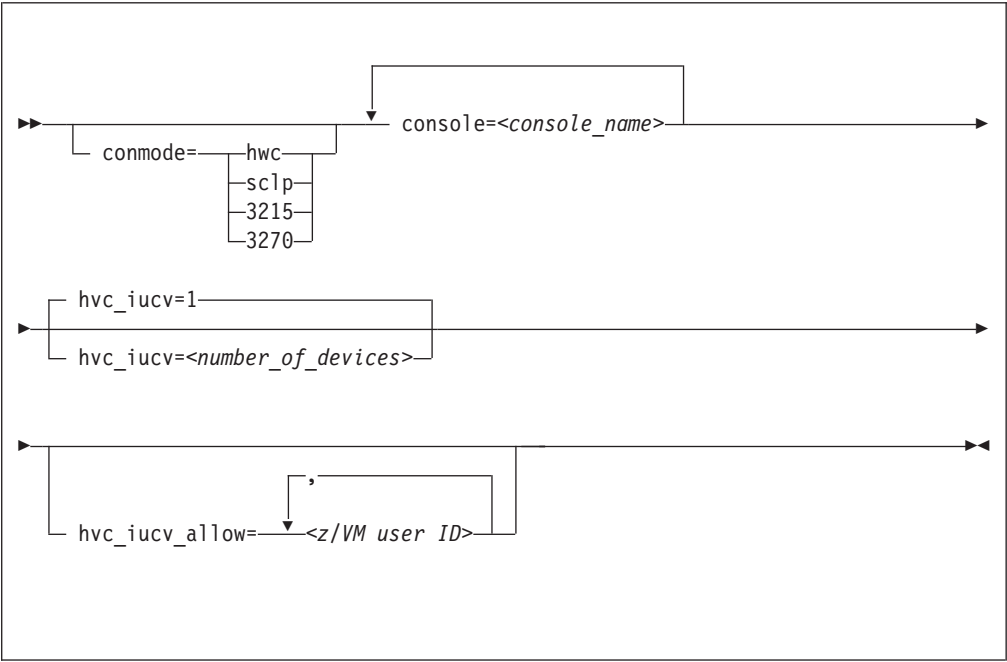 console=<console_name>
conmode= hwc
sclp
3215
3270
hvc_iucv=1
hvc_iucv=<number_of_devices>
,
hvc_iucv_allow= <z/VM user ID>